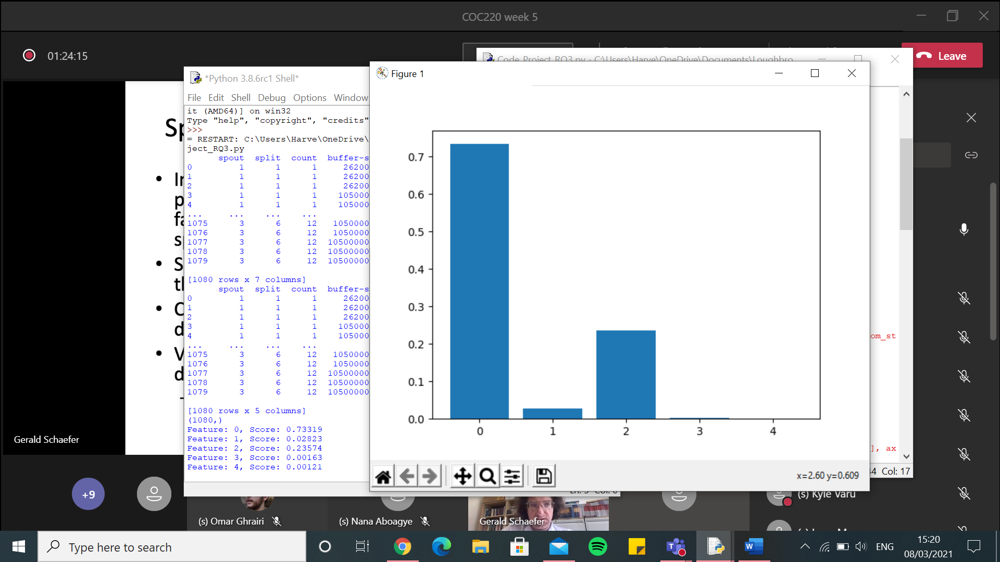 COC220 week 5
01:24:15
Leave
Code_Project_RQ3.py - C:\Users\Harve\OneDrive\Documents\Loughbro
*Python 3.8.6rc1 Shell*
File Edit Shell Debug Options Window
it (AMD64)] on win32
Type "help", "copyright", "credits"
>>>
= RESTART: C:\Users\Harve\OneDrive\
ject_RQ3.py
spout split count buffer-s
0 1 1 1 26200
1 1 1 1 26200
2 1 1 1 26200
3 1 1 1 105000
4 1 1 1 105000
... ... ... ...
1075 3 6 12 1050000
1076 3 6 12 1050000
1077 3 6 12 10500000
1078 3 6 12 10500000
1079 3 6 12 10500000
[1080 rows x 7 columns]
spout split count buffer-s
0 1 1 1 26200
1 1 1 1 26200
2 1 1 1 26200
3 1 1 1 105000
4 1 1 1 105000
... ... ... ...
1075 3 6 12 1050000
1076 3 6 12 1050000
1077 3 6 12 10500000
1078 3 6 12 10500000
1079 3 6 12 10500000
[1080 rows x 5 columns]
(1080,)
Feature: 0, Score: 0.73319
Feature: 1, Score: 0.02823
Feature: 2, Score: 0.23574
Feature: 3, Score: 0.00163
Feature: 4, Score: 0.00121
Figure 1
0.7
0.6
0.5
0.4
0.3
0.2
0.1
0.0
0 1 2 3 4
x=2.60 y=0.609
om_st
], ax
44 Col: 17
Gerald Schaefer
+9
(s) Omar Ghrairi
(s) Nana Aboagye
Gerald Schaefer
(s) Kyle Varu
Type here to search
ENG
15:20
08/03/2021